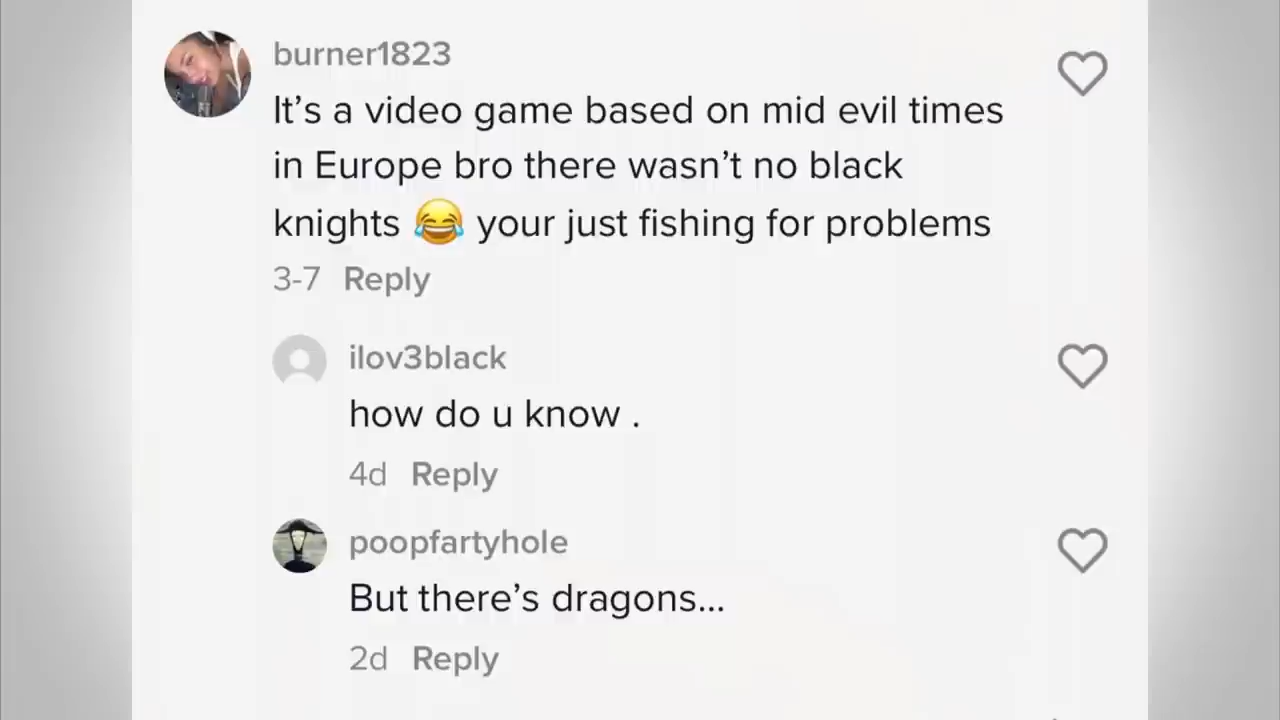 burner1823
It’s a video game based on mid evil times
in Europe bro there wasn’t no black
knights 😂 your just fishing for problems
3-7 Reply
ilov3black
how do u know .
4d Reply
poopfartyhole
But there’s dragons...
2d Reply